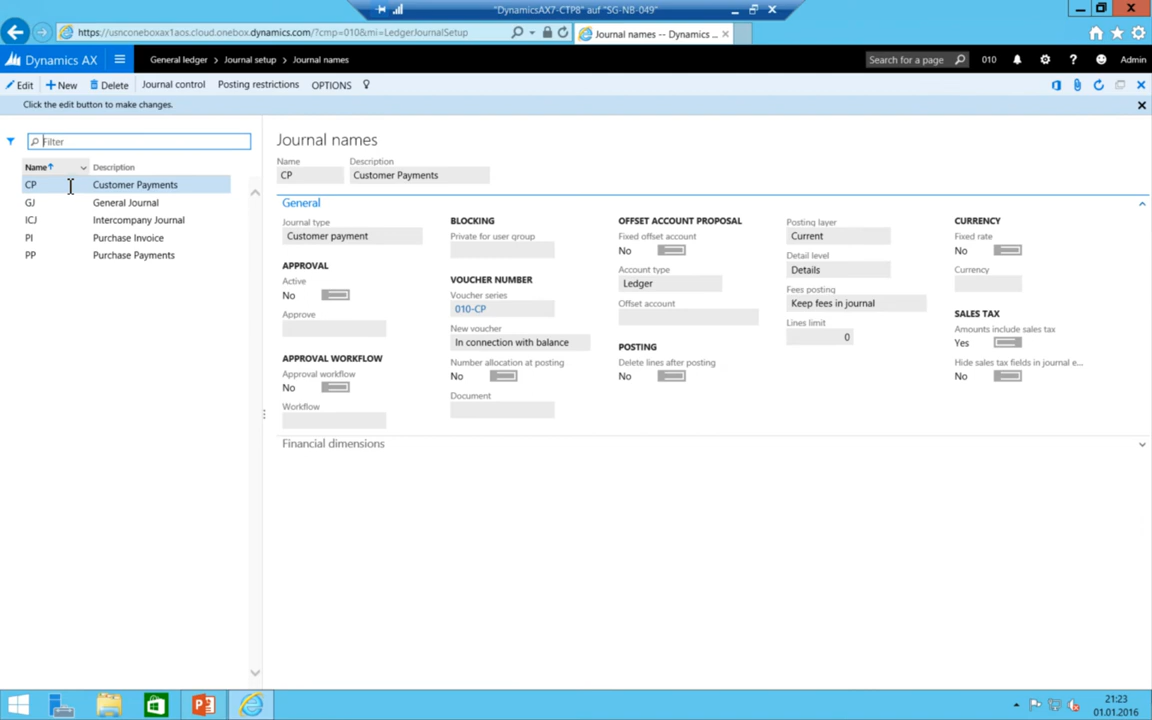 "DynamicsAX7-CTP8" auf "SG-NB-049"
https://usnconeboxax1aos.cloud.onebox.dynamics.com/?cmp=010&mi=LedgerJournalSetup
Journal names -- Dynamics ...
Dynamics AX
General ledger > Journal setup > Journal names
Search for a page
010
Admin
Edit
New
Delete
Journal control
Posting restrictions
OPTIONS
Click the edit button to make changes.
Filter
Name
Description
CP
Customer Payments
GJ
General Journal
ICJ
Intercompany Journal
PI
Purchase Invoice
PP
Purchase Payments
Journal names
Name
Description
CP
Customer Payments
General
Journal type
Customer payment
APPROVAL
Active
No
Approve
APPROVAL WORKFLOW
Approval workflow
No
Workflow
BLOCKING
Private for user group
VOUCHER NUMBER
Voucher series
010-CP
New voucher
In connection with balance
Number allocation at posting
No
Document
OFFSET ACCOUNT PROPOSAL
Fixed offset account
No
Account type
Ledger
Offset account
POSTING
Delete lines after posting
No
Posting layer
Current
Detail level
Details
Fees posting
Keep fees in journal
Lines limit
0
CURRENCY
Fixed rate
No
Currency
SALES TAX
Amounts include sales tax
Yes
Hide sales tax fields in journal e...
No
Financial dimensions
21:23
01.01.2016